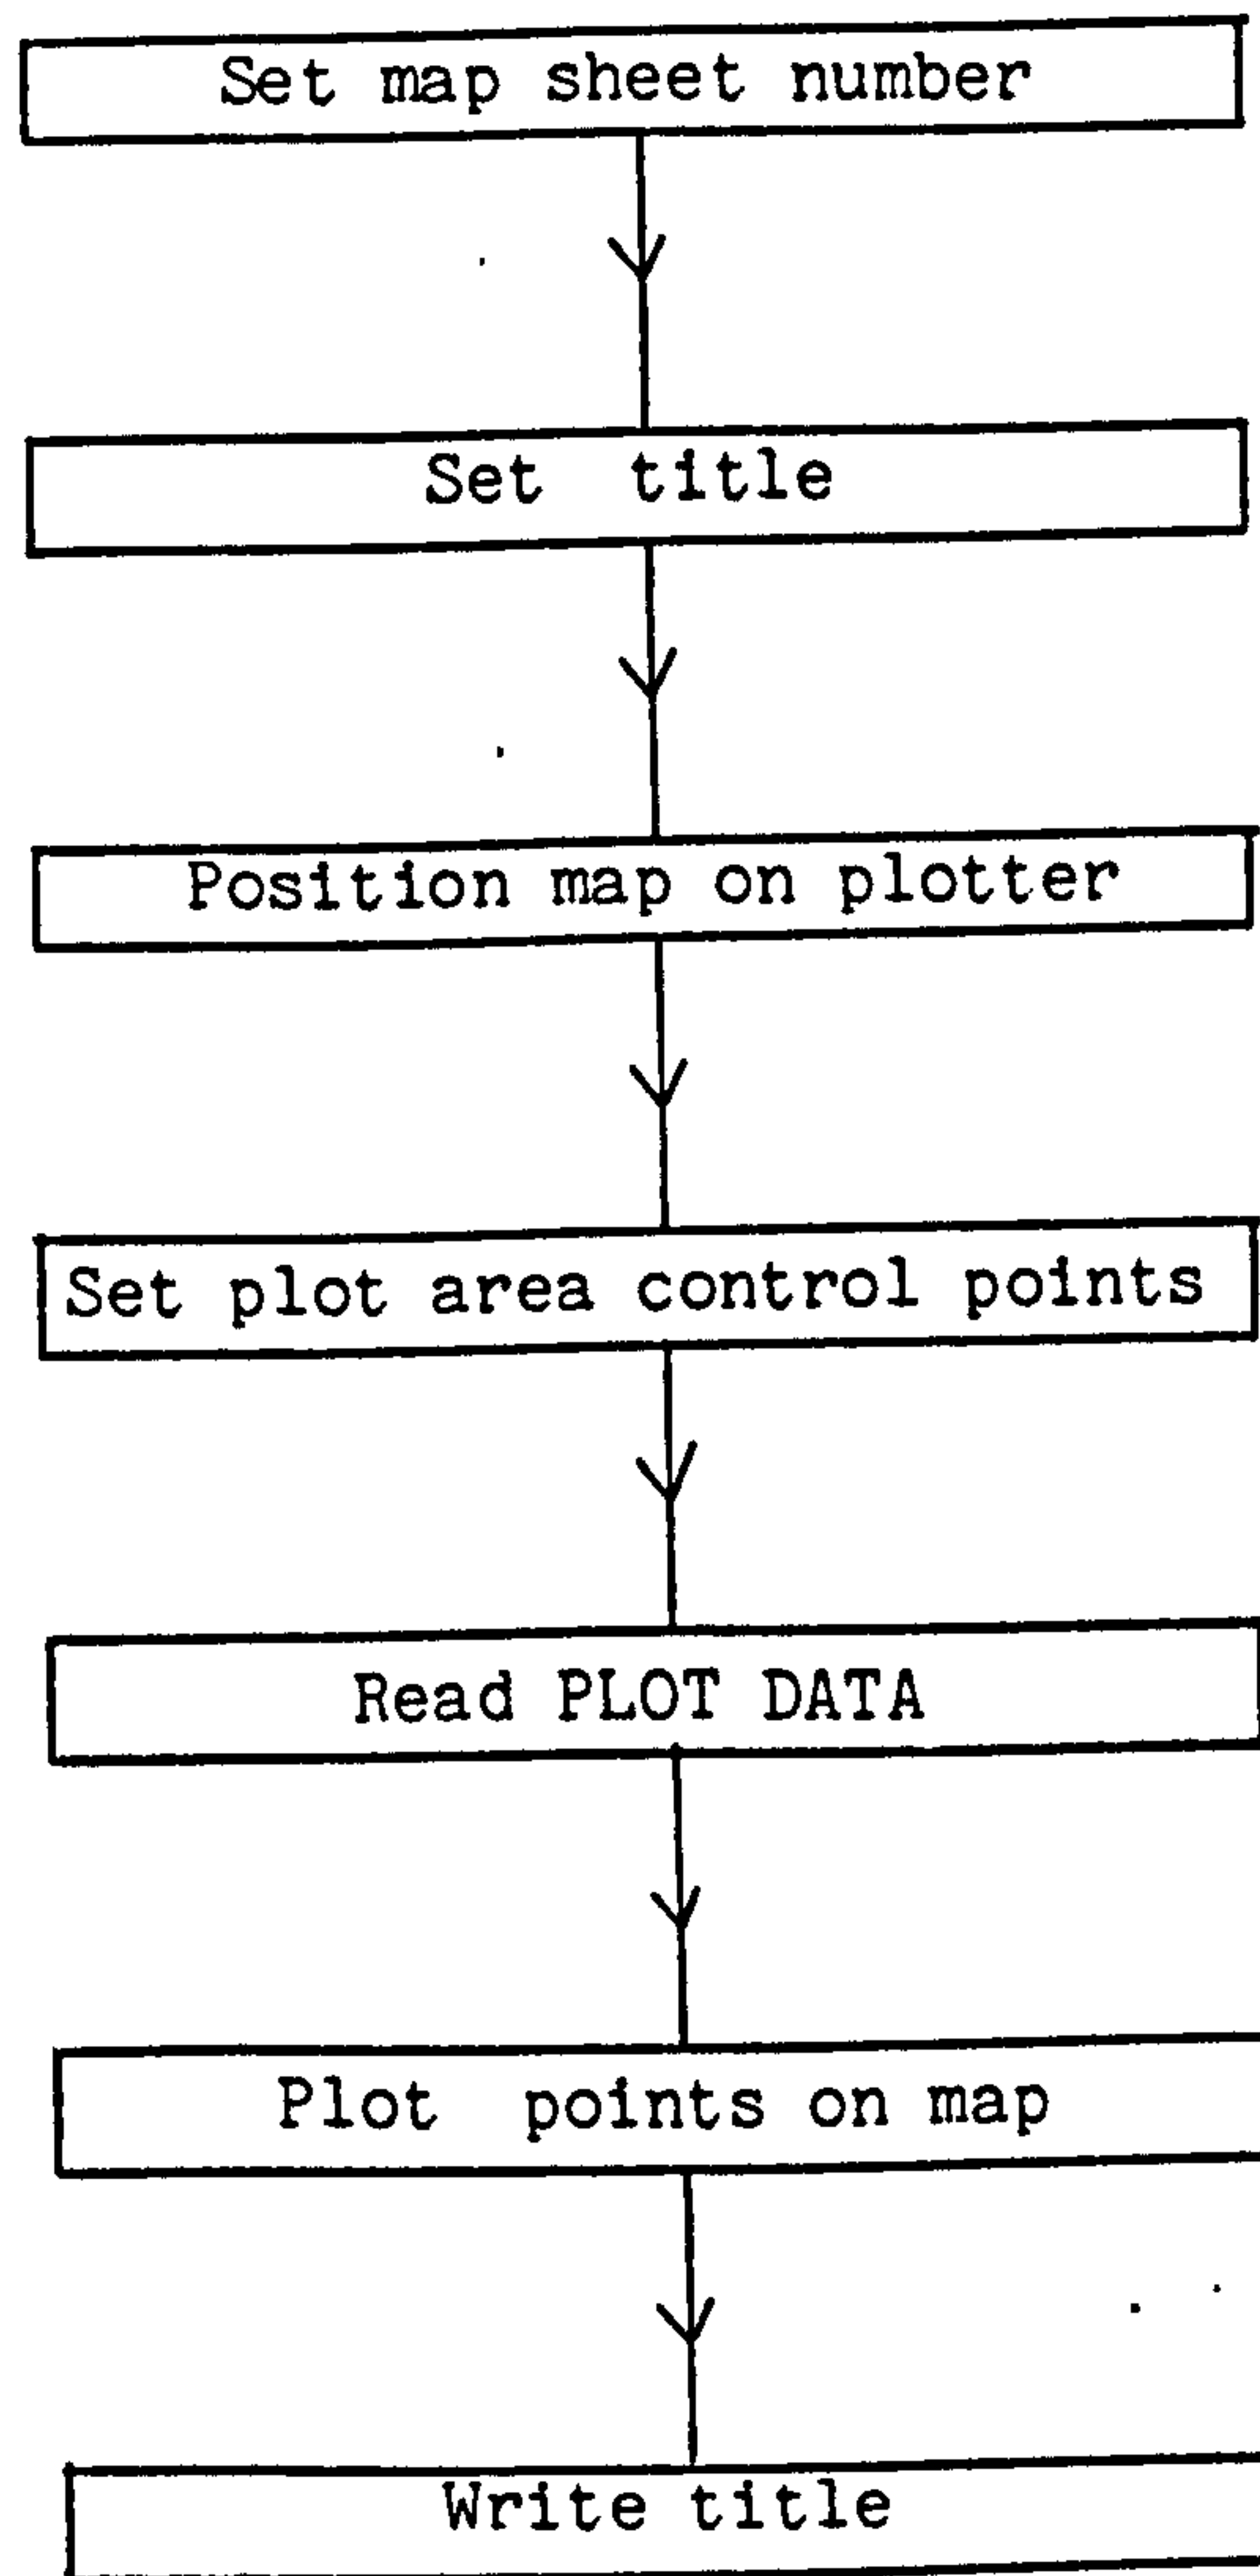 Set map sheet number
Set title
Position map on plotter
Set plot area control points
Read PLOT DATA
Plot points on map
Write title